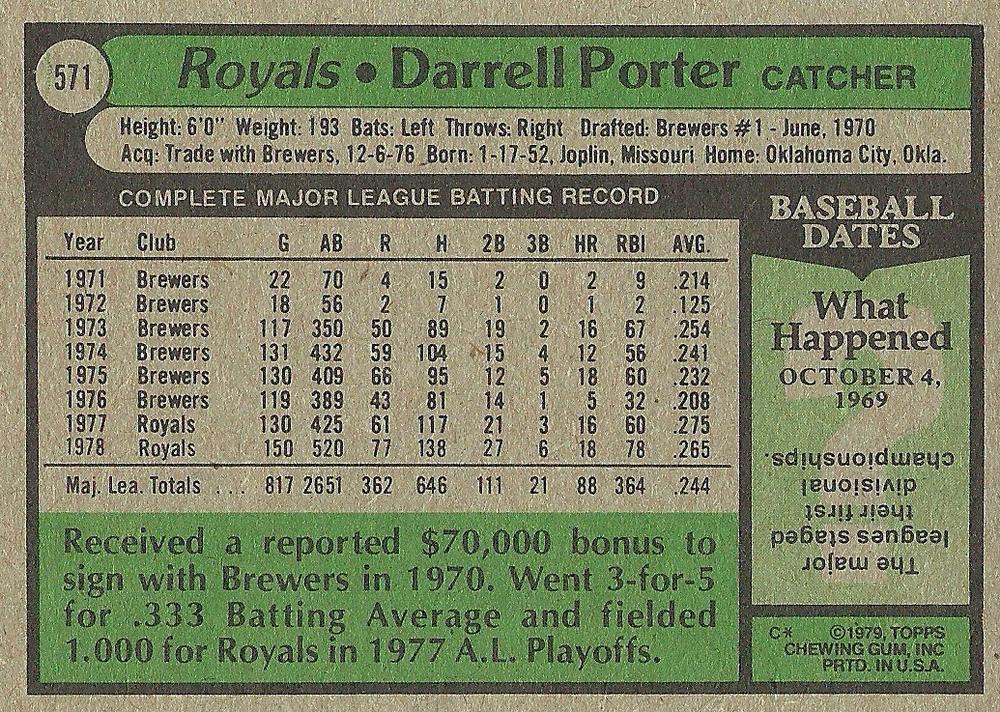 571
Royals • Darrell Porter CATCHER
Height: 6'0" Weight: 193 Bats: Left Throws: Right Drafted: Brewers #1 - June, 1970
Acq: Trade with Brewers, 12-6-76 Born: 1-17-52, Joplin, Missouri Home: Oklahoma City, Okla.
COMPLETE MAJOR LEAGUE BATTING RECORD
Year Club G AB R H 2B 3B HR RBI AVG.
1971 Brewers 22 70 4 15 2 0 2 9 .214
1972 Brewers 18 56 2 7 1 0 1 2 .125
1973 Brewers 117 350 50 89 19 2 16 67 .254
1974 Brewers 131 432 59 104 15 4 12 56 .241
1975 Brewers 130 409 66 95 12 5 18 60 .232
1976 Brewers 119 389 43 81 14 1 5 32 .208
1977 Royals 130 425 61 117 21 3 16 60 .275
1978 Royals 150 520 77 138 27 6 18 78 .265
Maj. Lea. Totals .... 817 2651 362 646 111 21 88 364 .244
Received a reported $70,000 bonus to
sign with Brewers in 1970. Went 3-for-5
for .333 Batting Average and fielded
1.000 for Royals in 1977 A.L. Playoffs.
BASEBALL
DATES
What
Happened
OCTOBER 4,
1969
The major
leagues staged
their first
divisional
championships.
C* ©1979, TOPPS
CHEWING GUM, INC
PRTD. IN U.S.A.